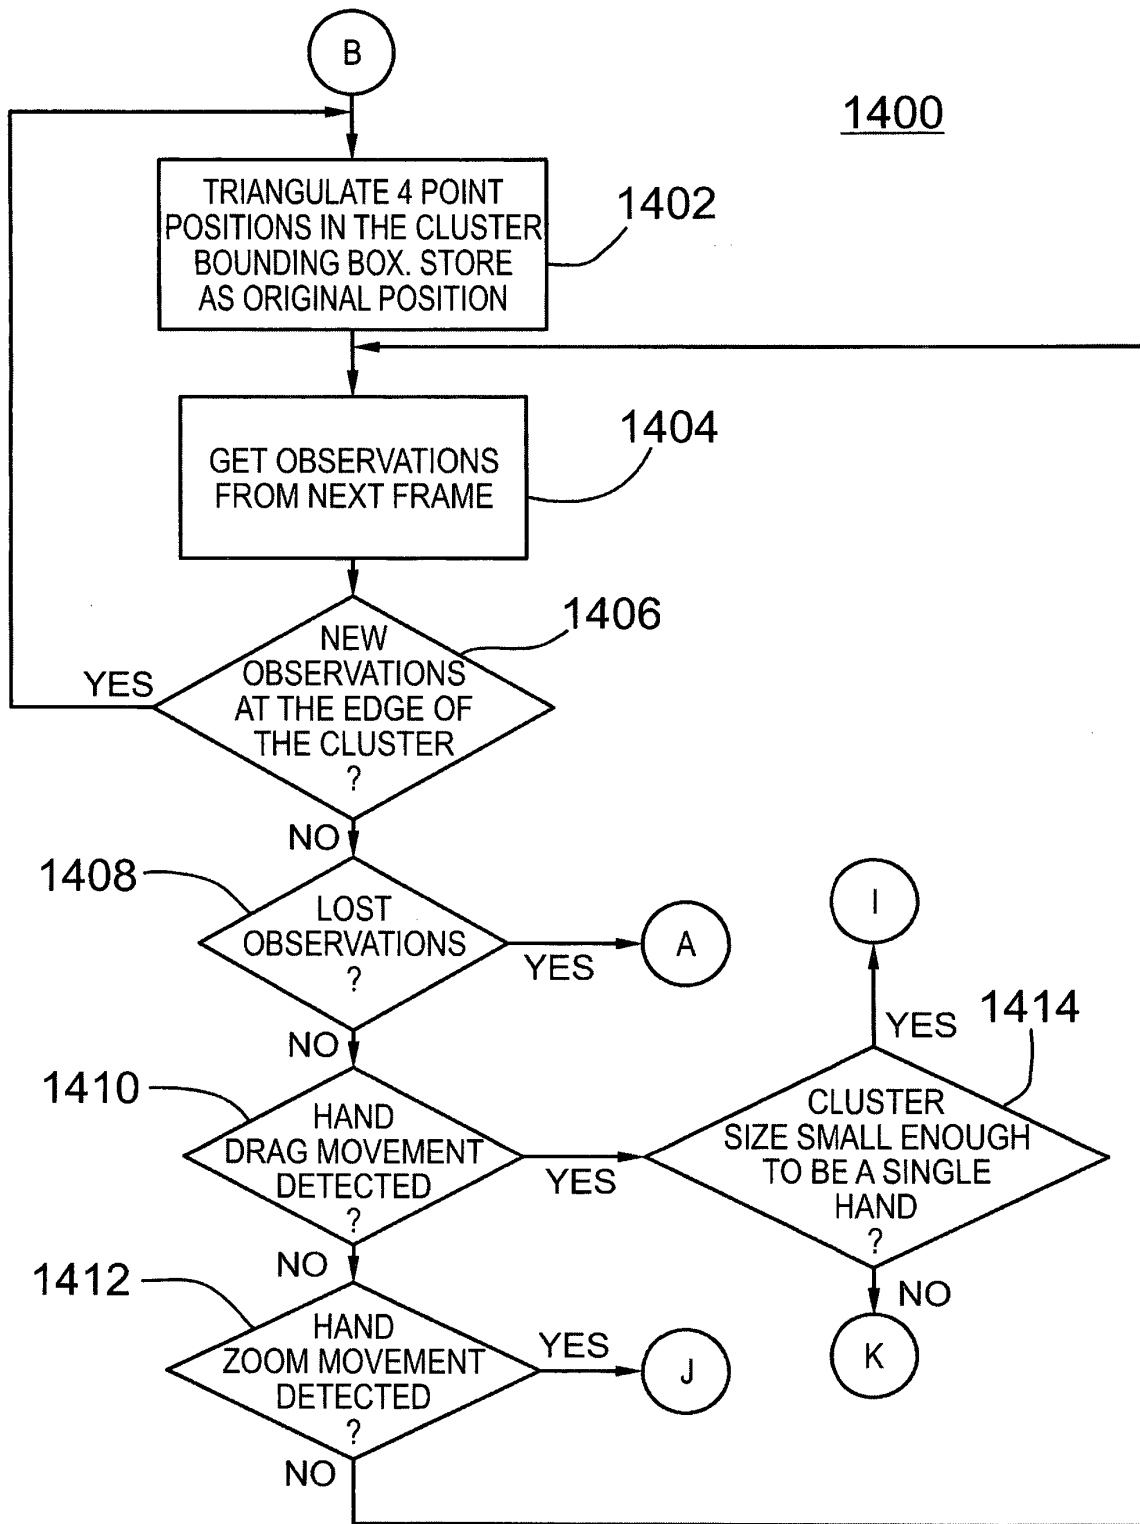 B
1400
TRIANGULATE 4 POINT
POSITIONS IN THE CLUSTER
BOUNDING BOX. STORE
AS ORIGINAL POSITION
1402
GET OBSERVATIONS
FROM NEXT FRAME
1404
NEW
OBSERVATIONS
AT THE EDGE OF
THE CLUSTER
?
1406
YES
NO
1408
LOST
OBSERVATIONS
?
YES
A
NO
I
YES
1414
1410
HAND
DRAG MOVEMENT
DETECTED
?
YES
CLUSTER
SIZE SMALL ENOUGH
TO BE A SINGLE
HAND
?
NO
NO
K
1412
HAND
ZOOM MOVEMENT
DETECTED
?
YES
J
NO